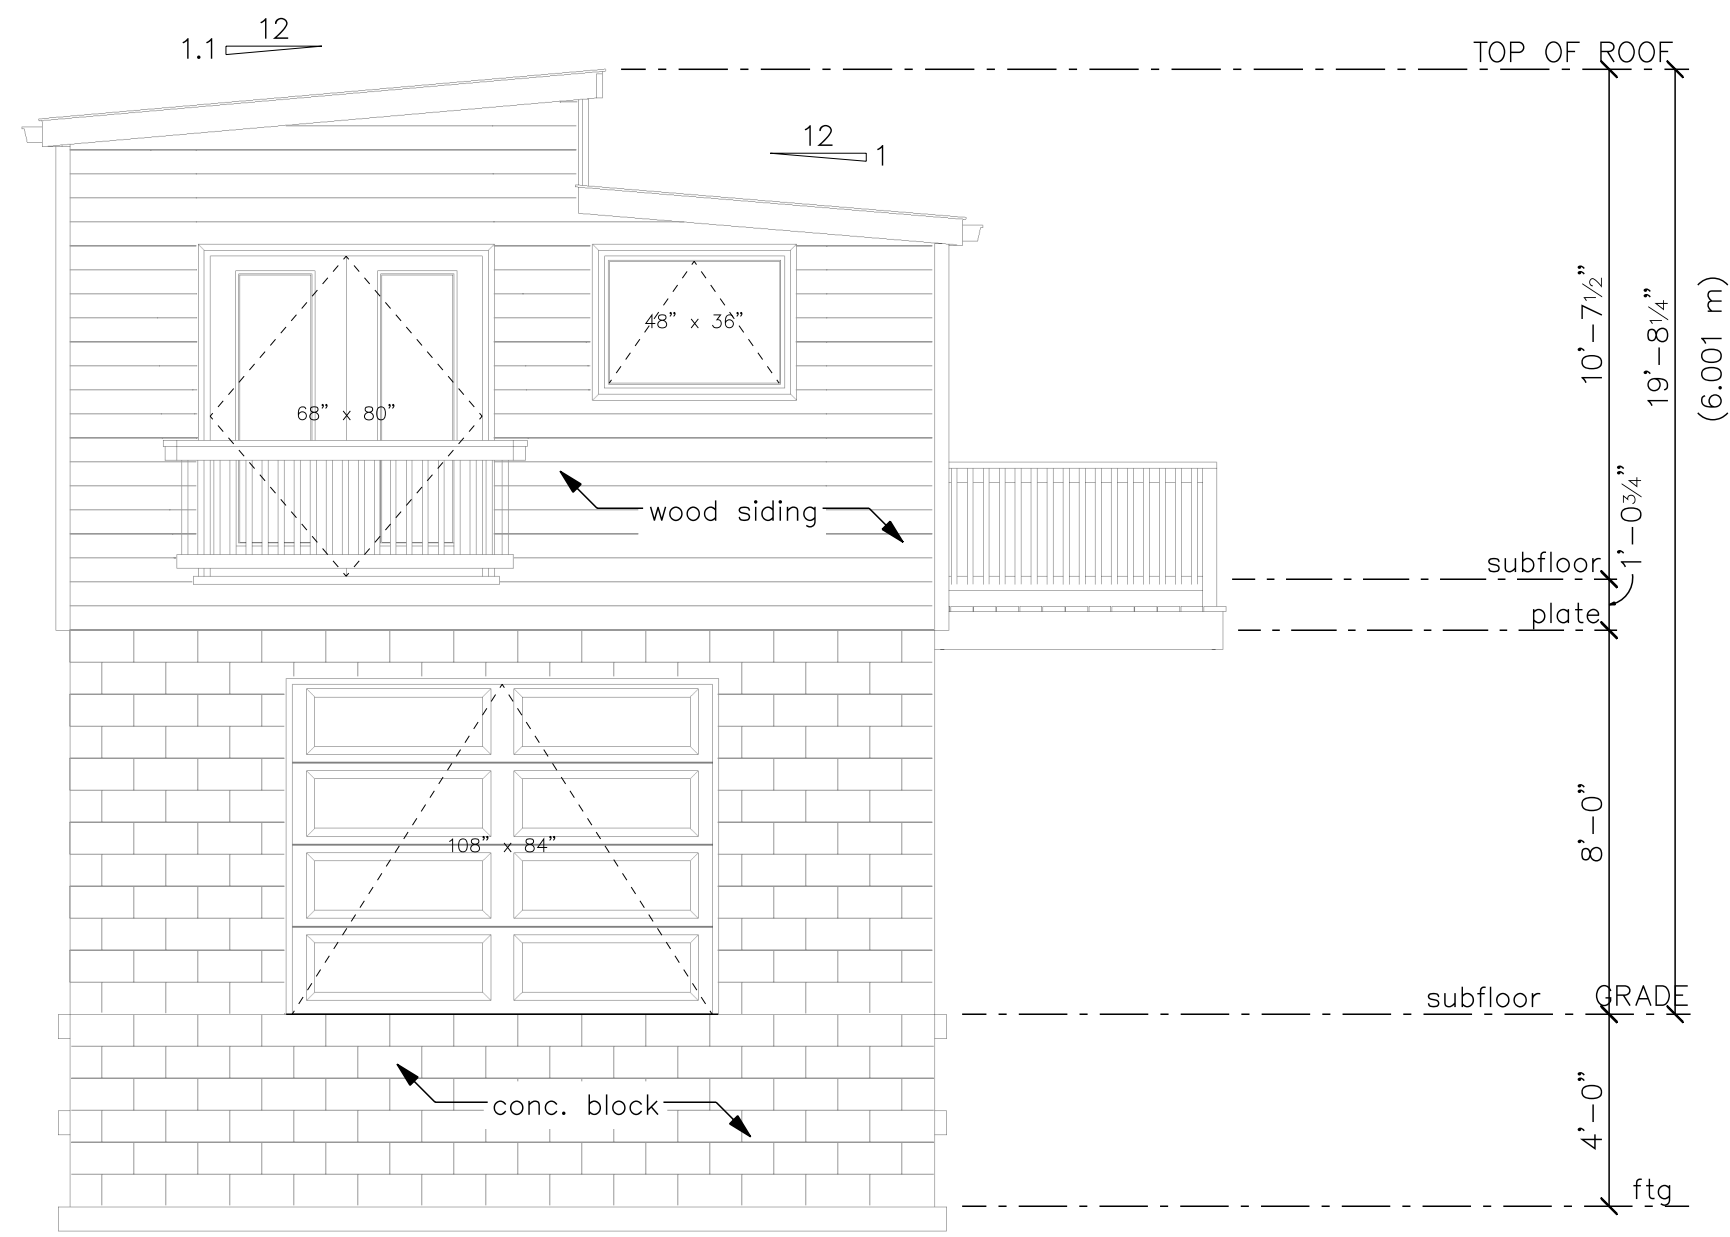 12
1.1
TOP OF ROOF
12
1
48" x 36"
68" x 80"
10'-7½"
19'-8¼"
(6.001 m)
wood siding
1'-0¾"
subfloor
plate
108" x 84"
8'-0"
subfloor GRADE
conc. block
4'-0"
ftg